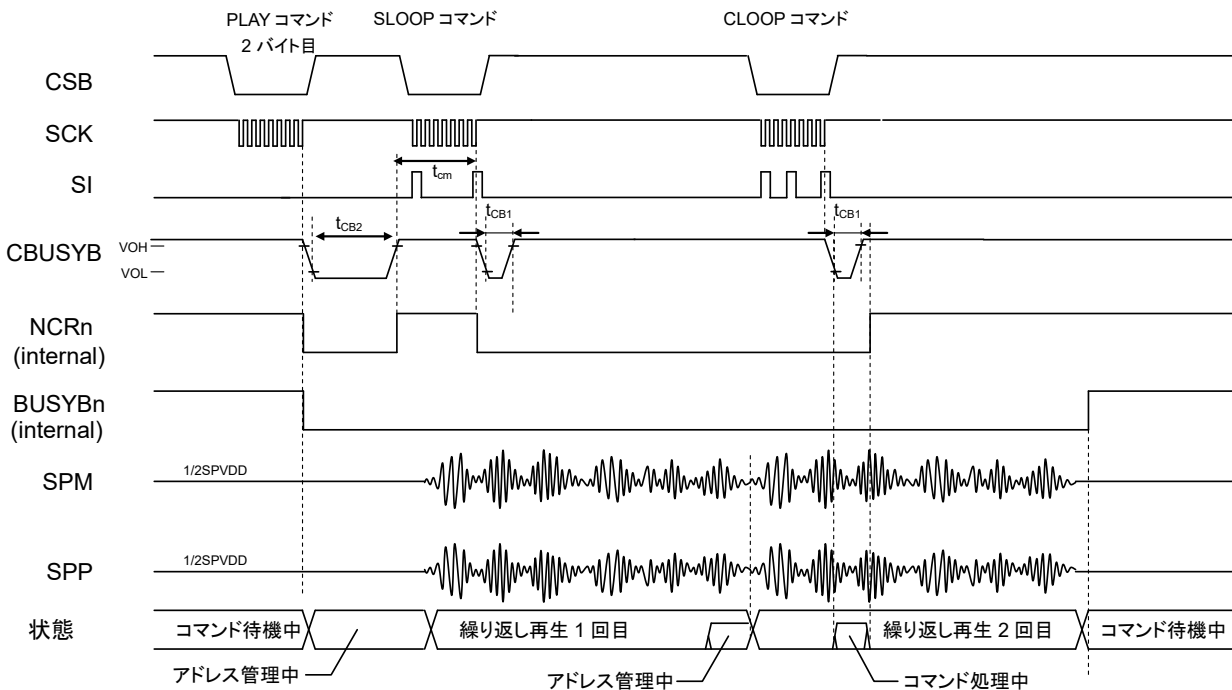 PLAY コマンド
2 バイト目
SLOOP コマンド
CLOOP コマンド
CSB
SCK
tcm
SI
tCB2
tCB1
tCB1
CBUSYB
VOH
VOL
NCRn
(internal)
BUSYBn
(internal)
SPM
1/2SPVDD
SPP
1/2SPVDD
状態
コマンド待機中
繰り返し再生 1 回目
繰り返し再生 2 回目
コマンド待機中
アドレス管理中
アドレス管理中
コマンド処理中